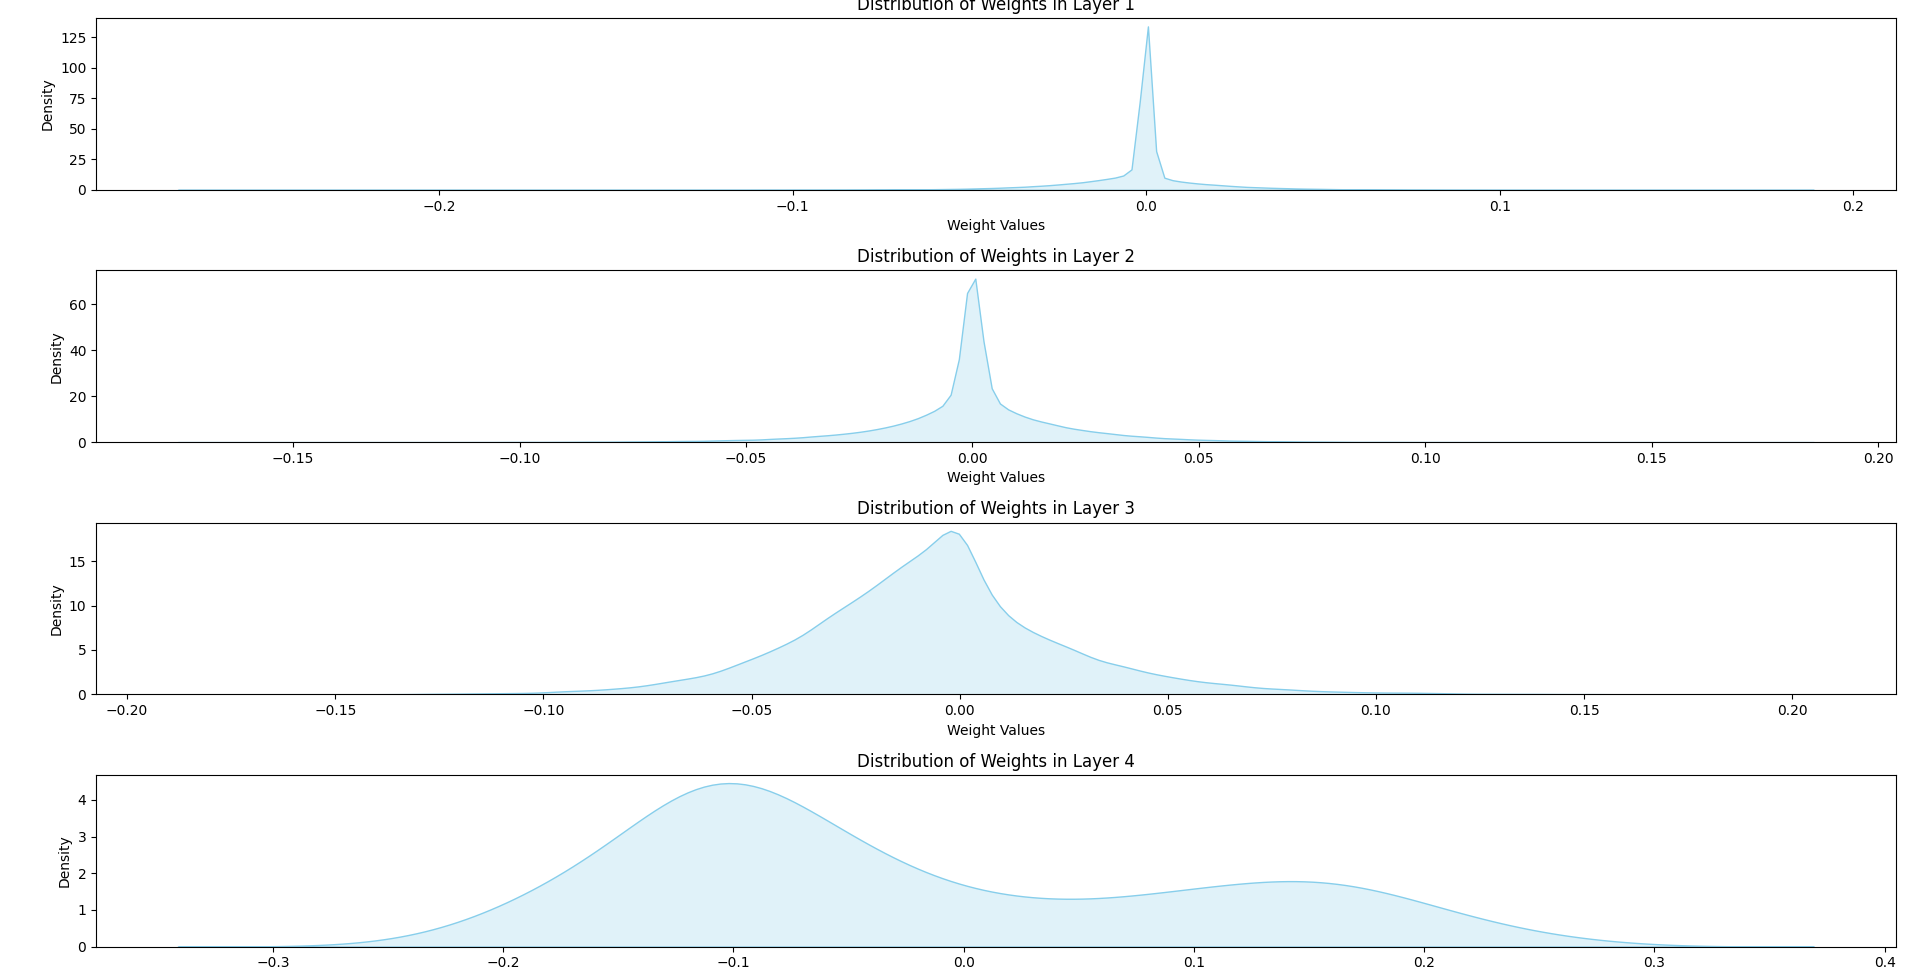 Distribution of Weights in Layer 1
125
100
75
50
25
0
Density
−0.2 −0.1 0.0 0.1 0.2
Weight Values
Distribution of Weights in Layer 2
60
40
20
0
Density
−0.15 −0.10 −0.05 0.00 0.05 0.10 0.15 0.20
Weight Values
Distribution of Weights in Layer 3
15
10
5
0
Density
−0.20 −0.15 −0.10 −0.05 0.00 0.05 0.10 0.15 0.20
Weight Values
Distribution of Weights in Layer 4
4
3
2
1
0
Density
−0.3 −0.2 −0.1 0.0 0.1 0.2 0.3 0.4